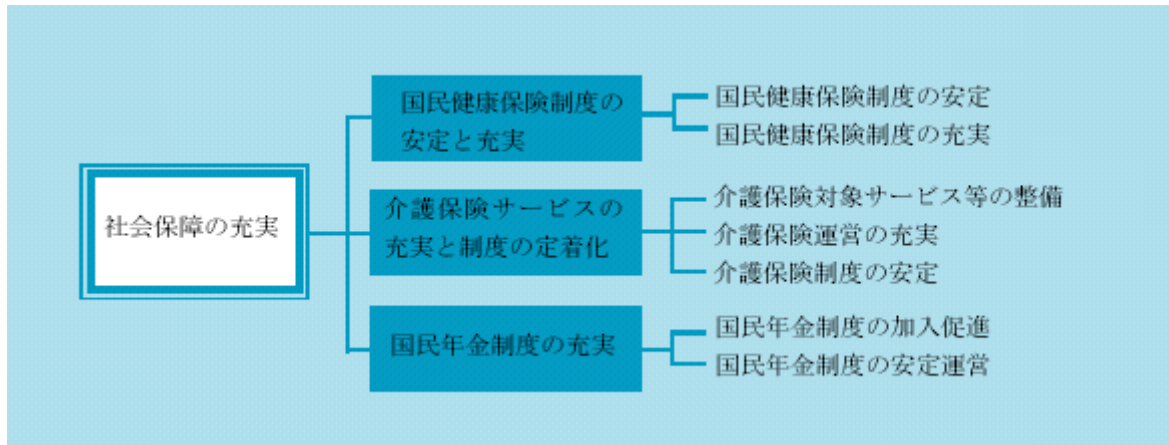 社会保障の充実
国民健康保険制度の
安定と充実
国民健康保険制度の安定
国民健康保険制度の充実
介護保険サービスの
充実と制度の定着化
介護保険対象サービス等の整備
介護保険運営の充実
介護保険制度の安定
国民年金制度の充実
国民年金制度の加入促進
国民年金制度の安定運営